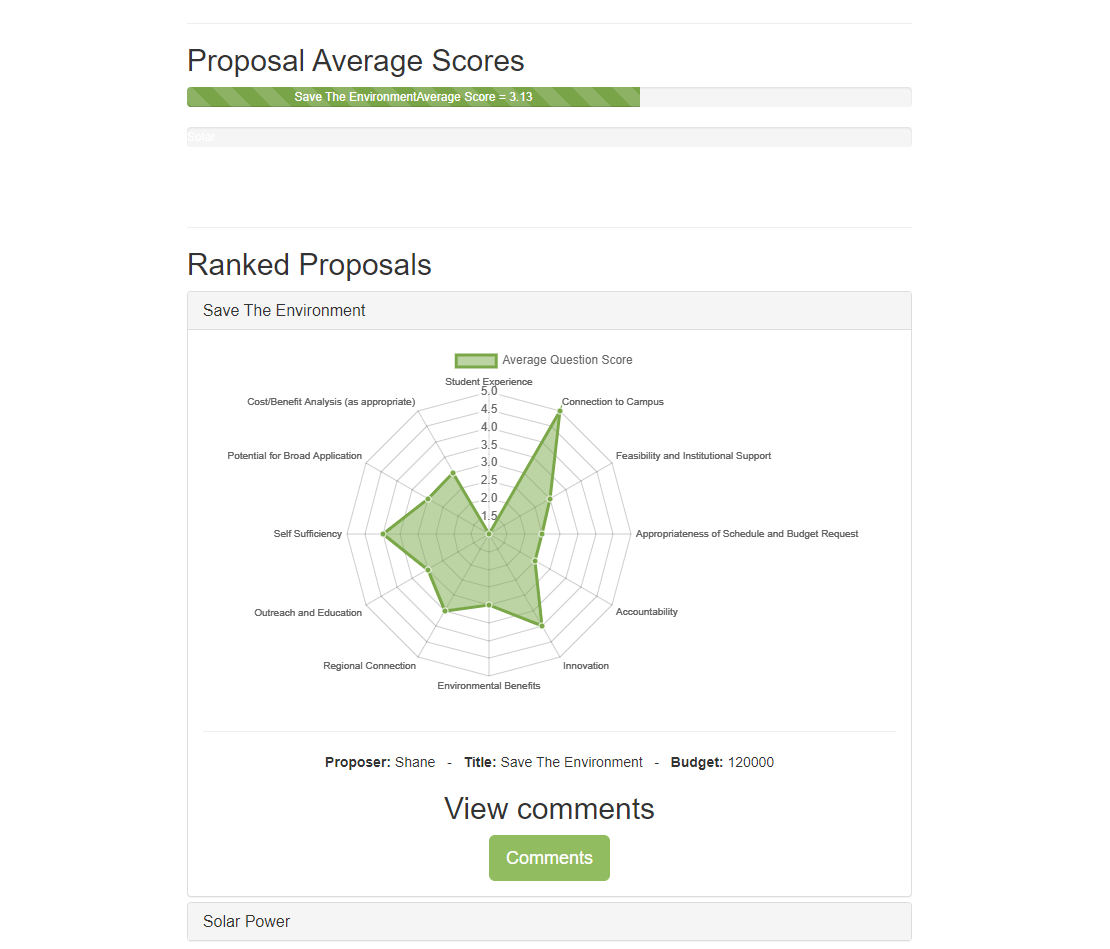 Proposal Average Scores
Save The EnvironmentAverage Score = 3.13
Solar
Ranked Proposals
Save The Environment
Average Question Score
Student Experience
5.0
Cost/Benefit Analysis (as appropriate)
Connection to Campus
4.5
4.0
Potential for Broad Application
Feasibility and Institutional Support
3.5
3.0
2.5
2.0
1.5
Self Sufficiency
Appropriateness of Schedule and Budget Request
Outreach and Education
Accountability
Regional Connection
Innovation
Environmental Benefits
Proposer: Shane - Title: Save The Environment - Budget: 120000
View comments
Comments
Solar Power